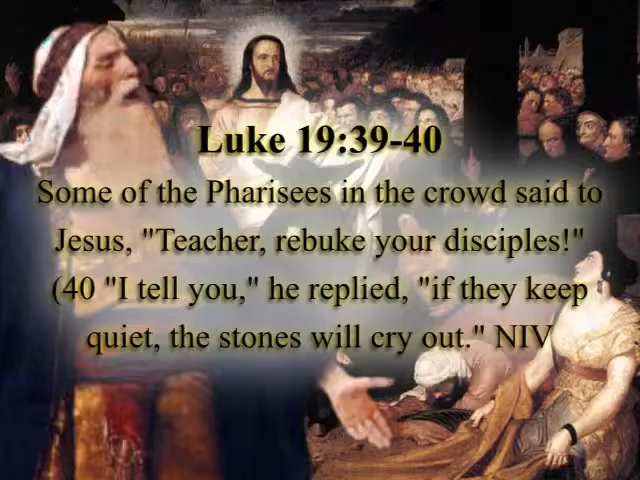 Luke 19:39-40
Some of the Pharisees in the crowd said to
Jesus, "Teacher, rebuke your disciples!"
(40 "I tell you," he replied, "if they keep
quiet, the stones will cry out." NIV